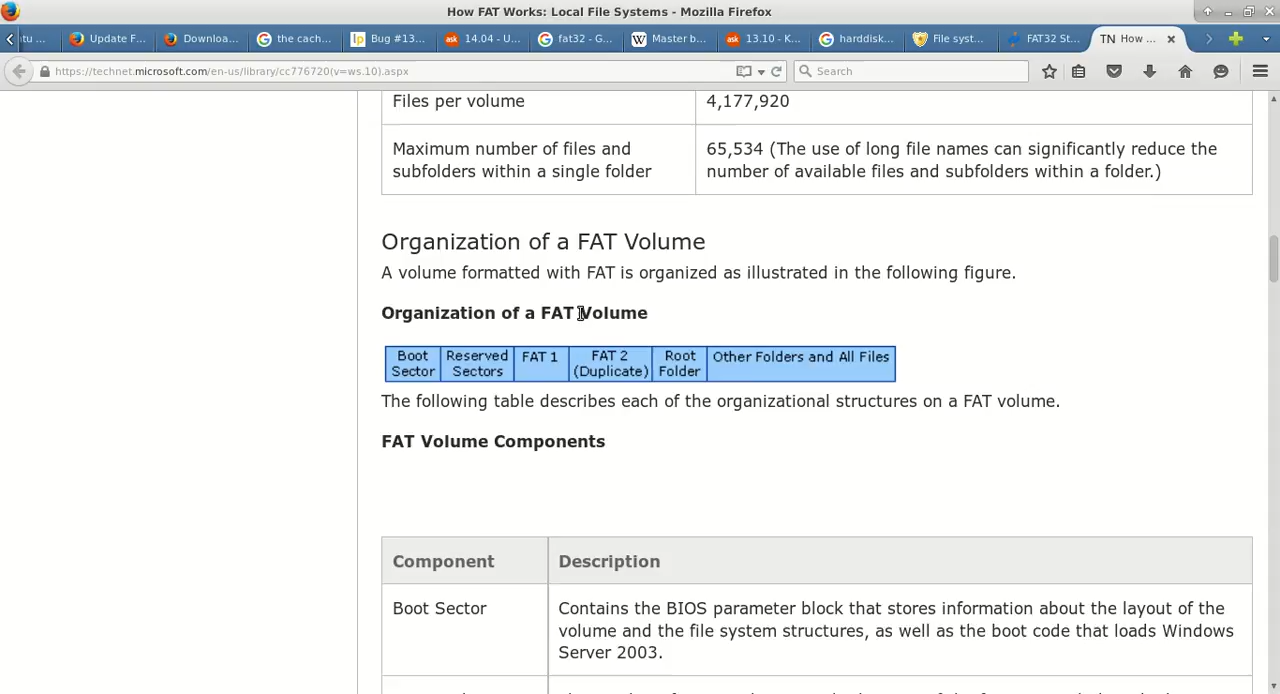 How FAT Works: Local File Systems - Mozilla Firefox
tu ...
Update F...
Downloa...
the cach...
Bug #13...
14.04 - U...
fat32 - G...
Master b...
13.10 - K...
harddisk...
File syst...
FAT32 St...
TN How ...
https://technet.microsoft.com/en-us/library/cc776720(v=ws.10).aspx
Search
Files per volume
4,177,920
Maximum number of files and
subfolders within a single folder
65,534 (The use of long file names can significantly reduce the
number of available files and subfolders within a folder.)
Organization of a FAT Volume
A volume formatted with FAT is organized as illustrated in the following figure.
Organization of a FAT Volume
Boot
Sector
Reserved
Sectors
FAT 1
FAT 2
(Duplicate)
Root
Folder
Other Folders and All Files
The following table describes each of the organizational structures on a FAT volume.
FAT Volume Components
Component
Description
Boot Sector
Contains the BIOS parameter block that stores information about the layout of the
volume and the file system structures, as well as the boot code that loads Windows
Server 2003.